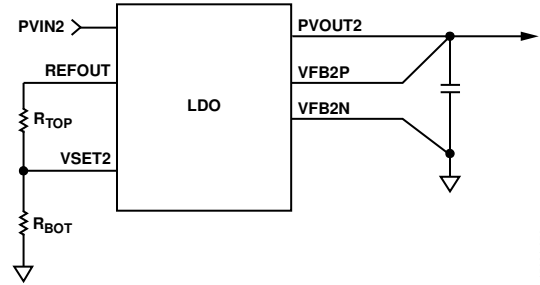 PVIN2
PVOUT2
REFOUT
VFB2P
LDO
RTOP
VFB2N
VSET2
RBOT